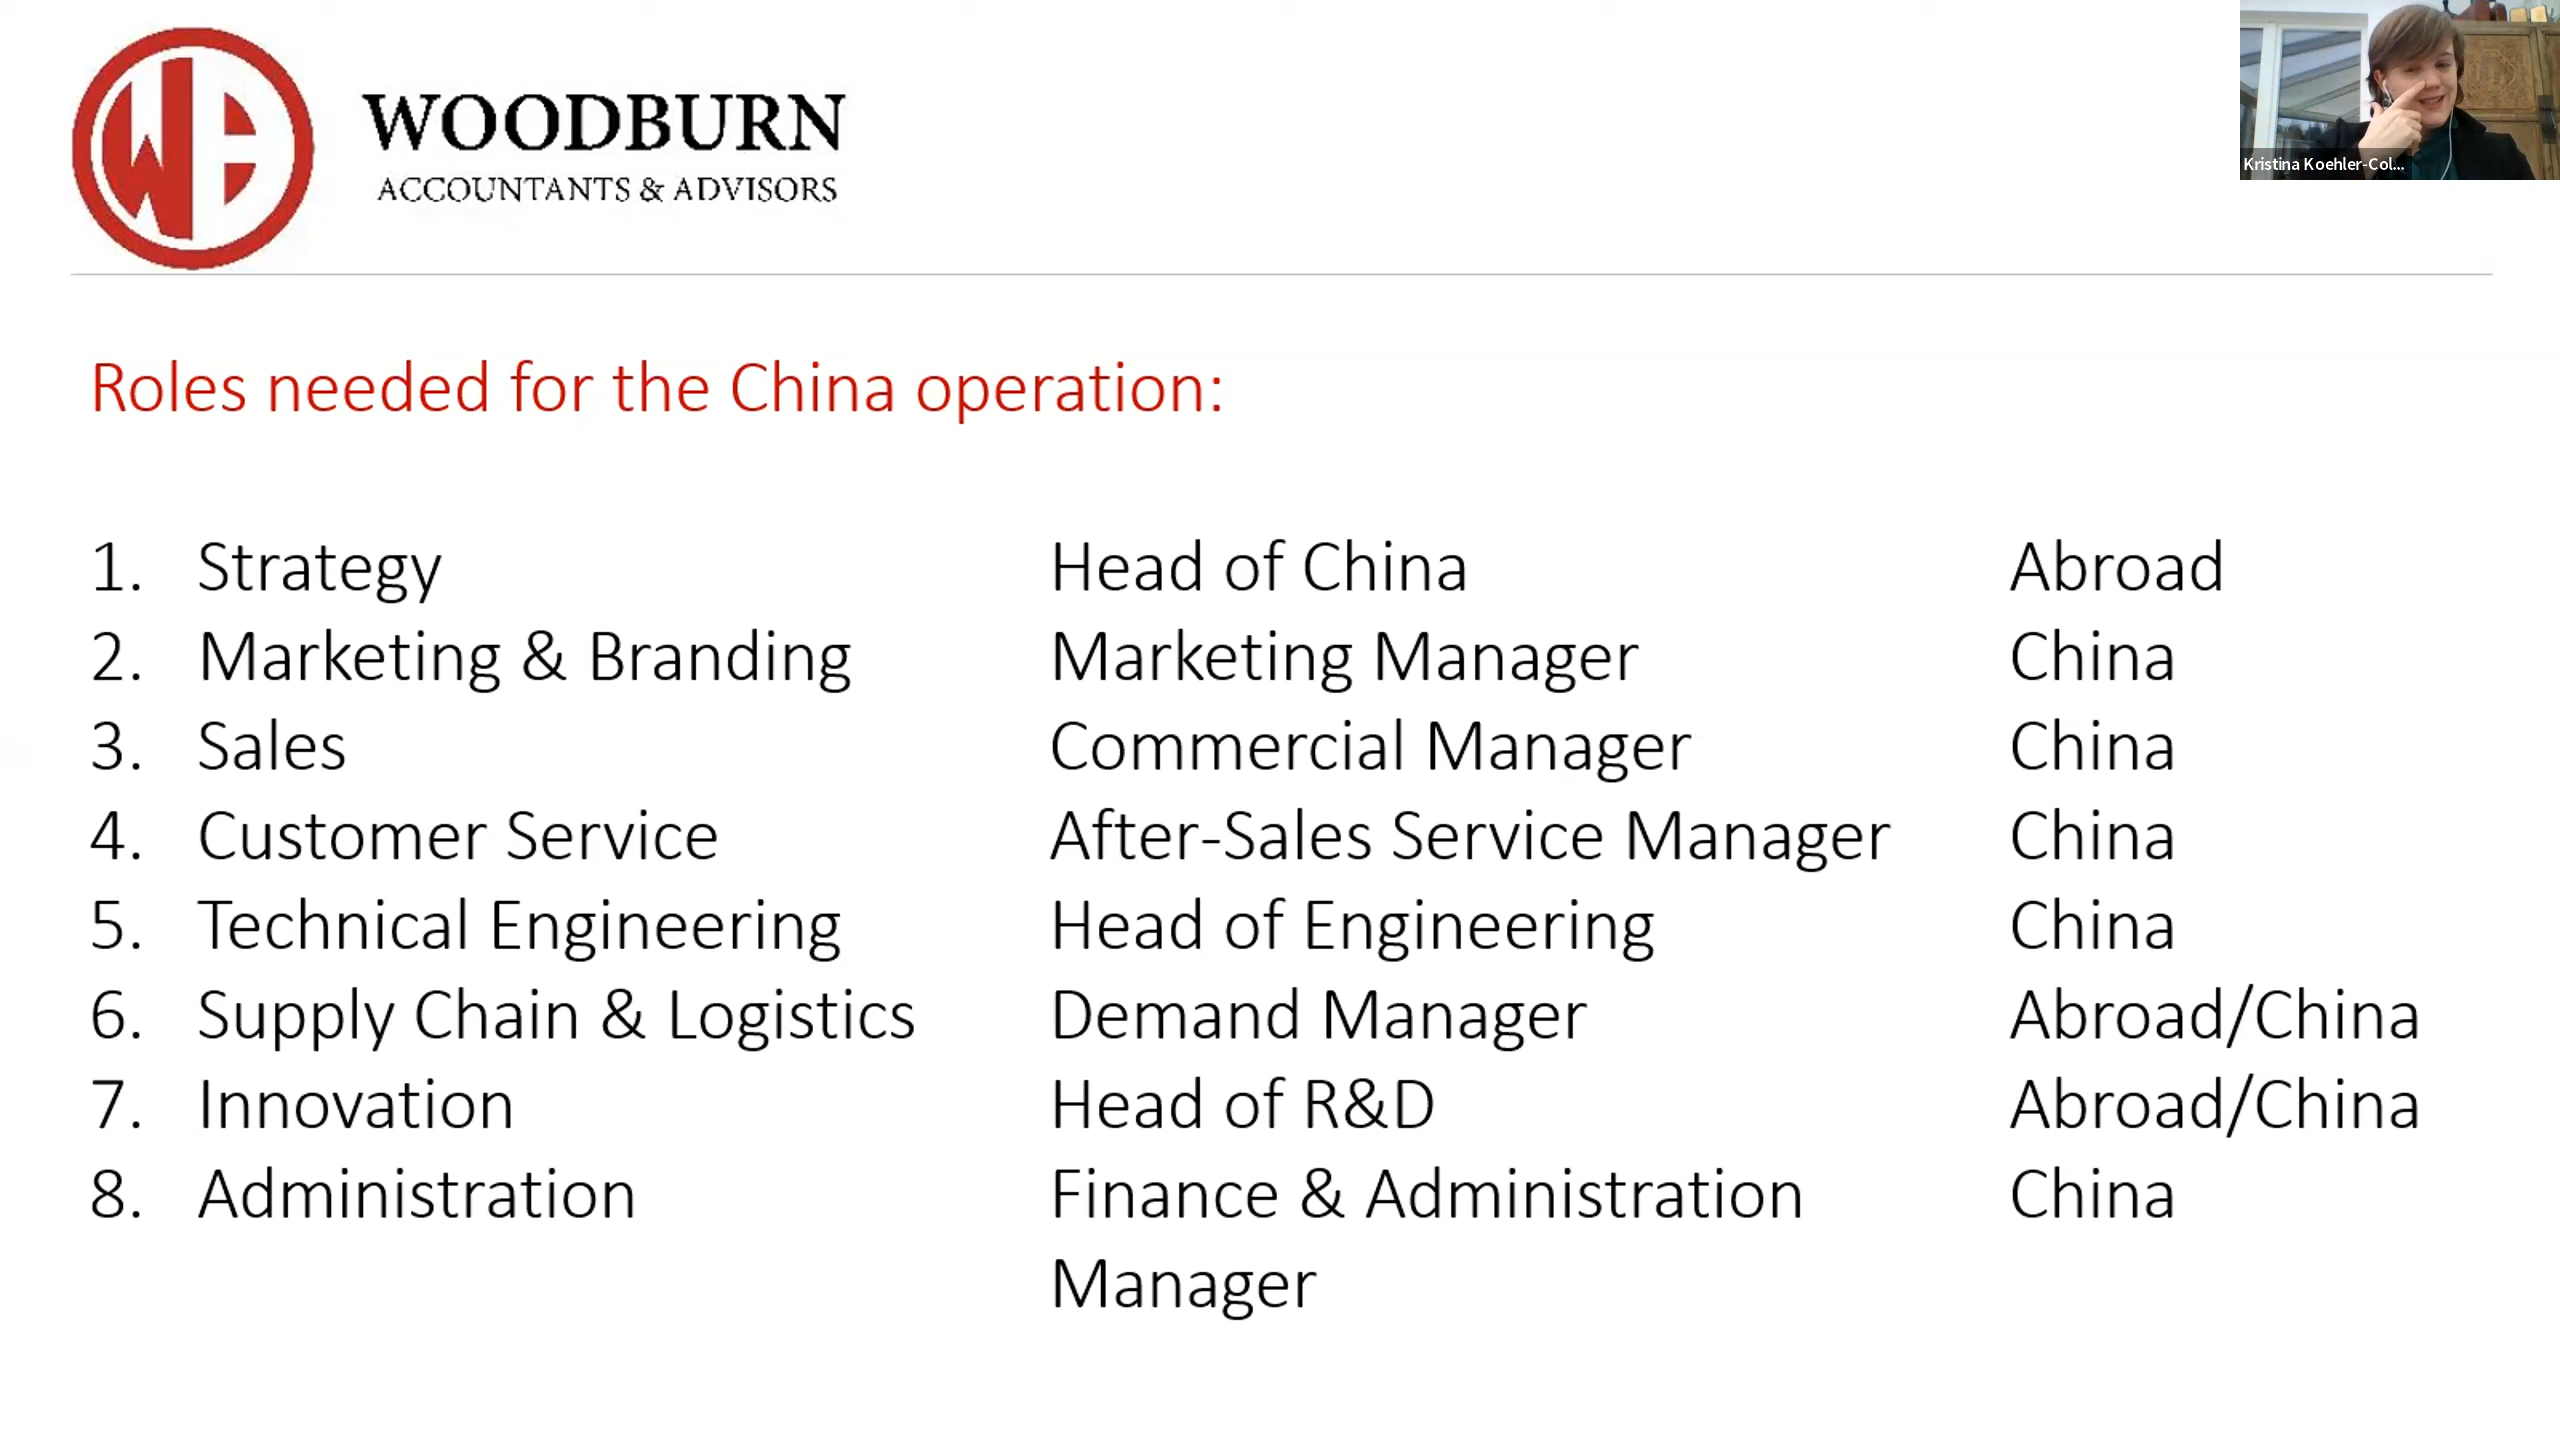 WOODBURN
ACCOUNTANTS & ADVISORS
Kristina Koehler-Col...
Roles needed for the China operation:
1. Strategy Head of China Abroad
2. Marketing & Branding Marketing Manager China
3. Sales Commercial Manager China
4. Customer Service After-Sales Service Manager China
5. Technical Engineering Head of Engineering China
6. Supply Chain & Logistics Demand Manager Abroad/China
7. Innovation Head of R&D Abroad/China
8. Administration Finance & Administration China
Manager